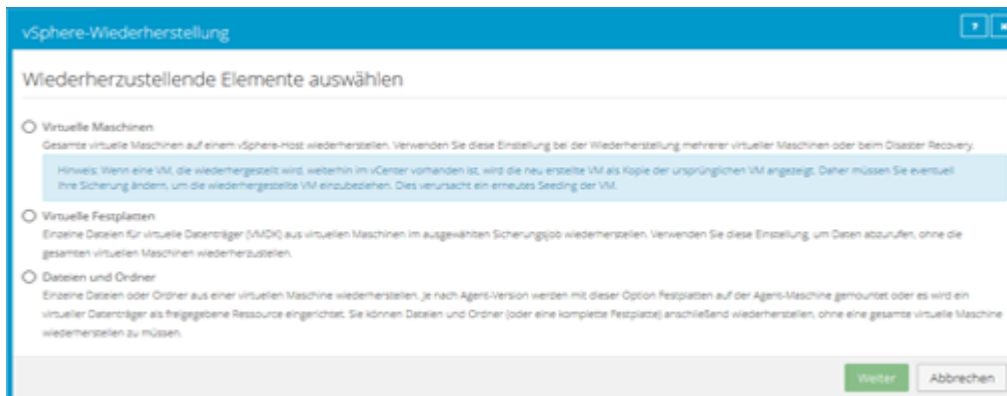 vSphere-Wiederherstellung
?
Wiederherzustellende Elemente auswählen
Virtuelle Maschinen
Gesamte virtuelle Maschinen auf einem vSphere-Host wiederherstellen. Verwenden Sie diese Einstellung bei der Wiederherstellung mehrerer virtueller Maschinen oder beim Disaster Recovery.
Hinweis: Wenn eine VM, die wiederhergestellt wird, weiterhin im vCenter vorhanden ist, wird die neu erstellte VM als Kopie der ursprünglichen VM angezeigt. Daher müssen Sie eventuell
Ihre Sicherung ändern, um die wiederhergestellte VM einzubeziehen. Dies verursacht ein erneutes Seeding der VM.
Virtuelle Festplatten
Einzelne Dateien für virtuelle Datenträger (VMDK) aus virtuellen Maschinen im ausgewählten Sicherungsjob wiederherstellen. Verwenden Sie diese Einstellung, um Daten abzurufen, ohne die
gesamten virtuellen Maschinen wiederherzustellen.
Dateien und Ordner
Einzelne Dateien oder Ordner aus einer virtuellen Maschine wiederherstellen. Je nach Agent-Version werden mit dieser Option Festplatten auf der Agent-Maschine gemountet oder es wird ein
virtueller Datenträger als freigegebene Ressource eingerichtet. Sie können Dateien und Ordner (oder eine komplette Festplatte) anschließend wiederherstellen, ohne eine gesamte virtuelle Maschine
wiederherstellen zu müssen.
Weiter
Abbrechen